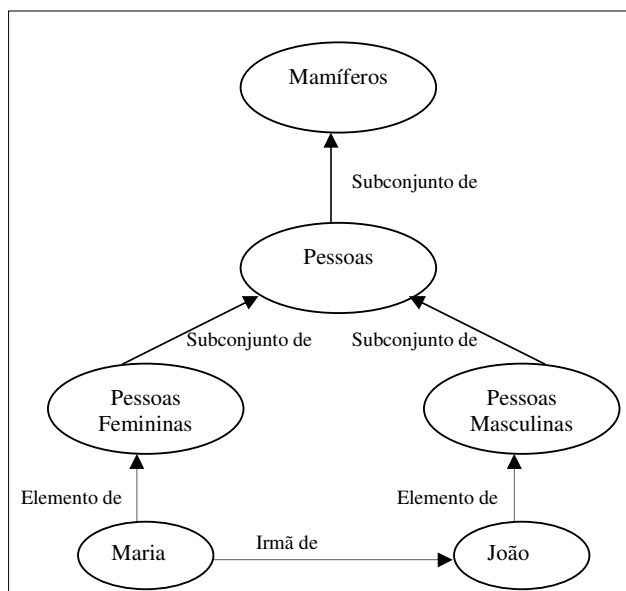 Mamíferos
Subconjunto de
Pessoas
Subconjunto de
Subconjunto de
Pessoas
Femininas
Pessoas
Masculinas
Elemento de
Elemento de
Maria
Irmã de
João